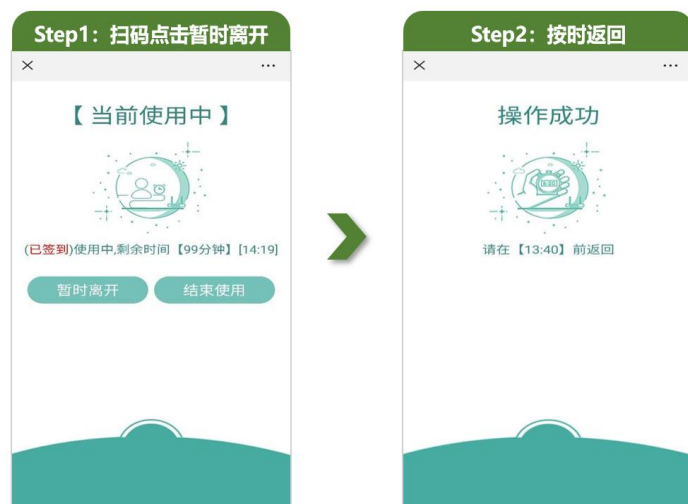 Step1：扫码点击暂时离开
【 当前使用中 】
(已签到)使用中,剩余时间【99分钟】[14:19]
暂时离开
结束使用
Step2：按时返回
操作成功
请在【13:40】前返回